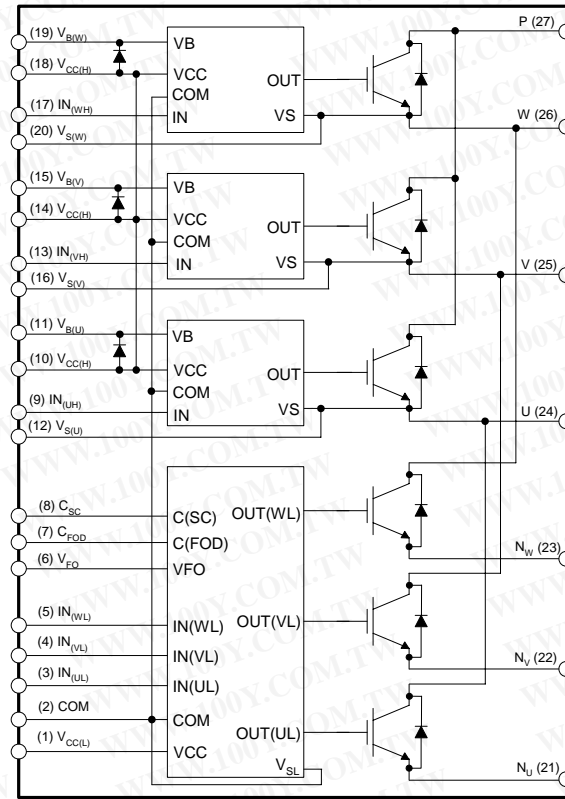 (19) VB(W)
VB
P (27)
(18) VCC(H)
VCC
OUT
COM
(17) IN(WH)
IN
VS
W (26)
(20) VS(W)
(15) VB(V)
VB
(14) VCC(H)
VCC
OUT
COM
(13) IN(VH)
IN
VS
V (25)
(16) VS(V)
(11) VB(U)
VB
(10) VCC(H)
VCC
OUT
COM
(9) IN(UH)
IN
VS
U (24)
(12) VS(U)
(8) CSC
C(SC)
OUT(WL)
(7) CFOD
C(FOD)
NW (23)
(6) VFO
VFO
(5) IN(WL)
IN(WL)
OUT(VL)
(4) IN(VL)
IN(VL)
NV (22)
(3) IN(UL)
IN(UL)
(2) COM
COM
OUT(UL)
(1) VCC(L)
VCC
VSL
NU (21)
WWW.100Y.COM.TW